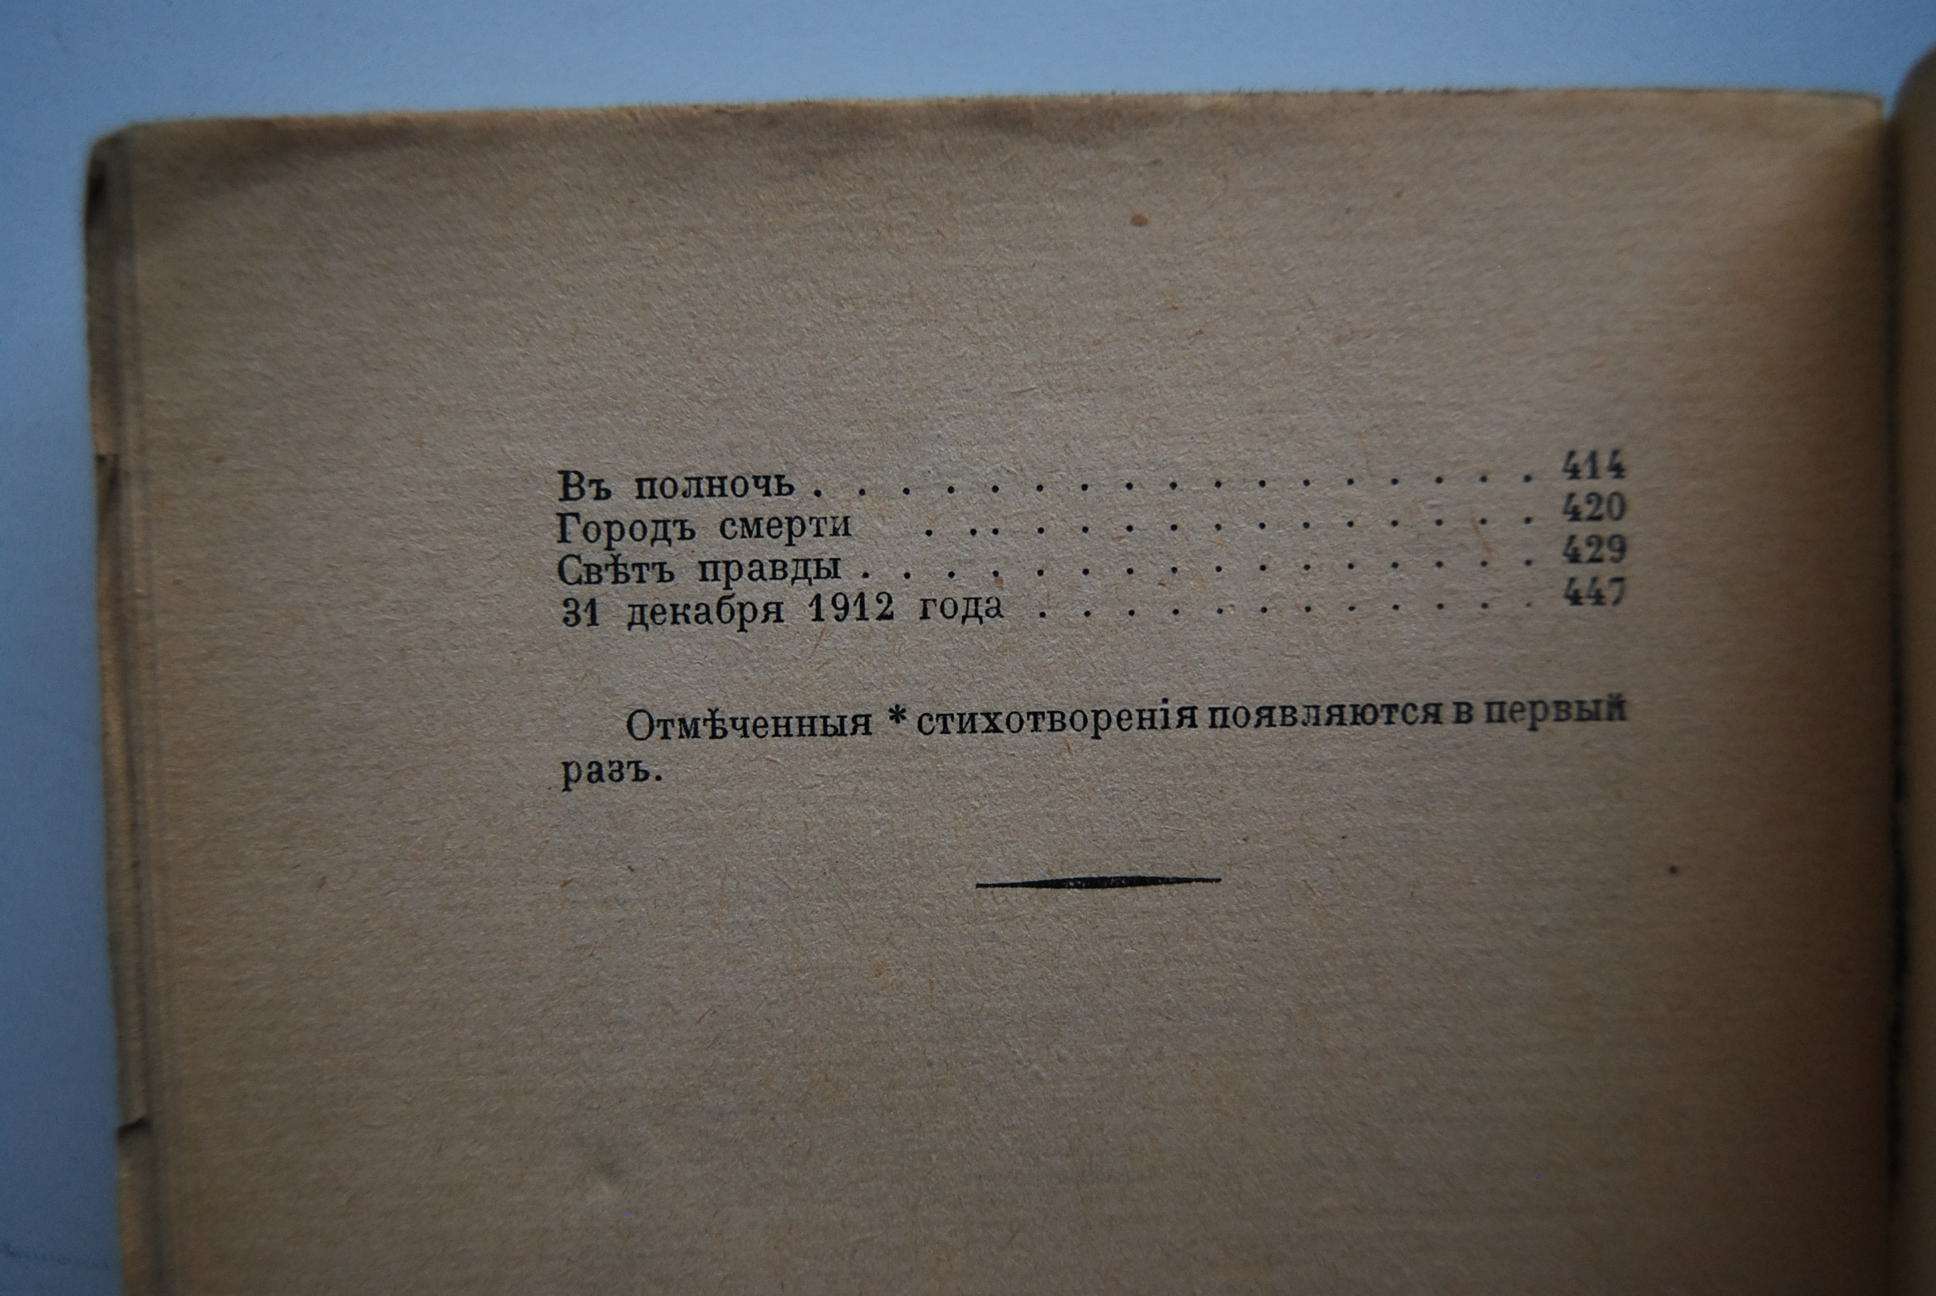 Въ полночь . . . . . . . . . . . . . . . . . 414
Городъ смерти . . . . . . . . . . . . . . . 420
Свѣтъ правды . . . . . . . . . . . . . . . . 429
31 декабря 1912 года . . . . . . . . . . . . 447
Отмѣченныя * стихотворенія появляются в первый
разъ.